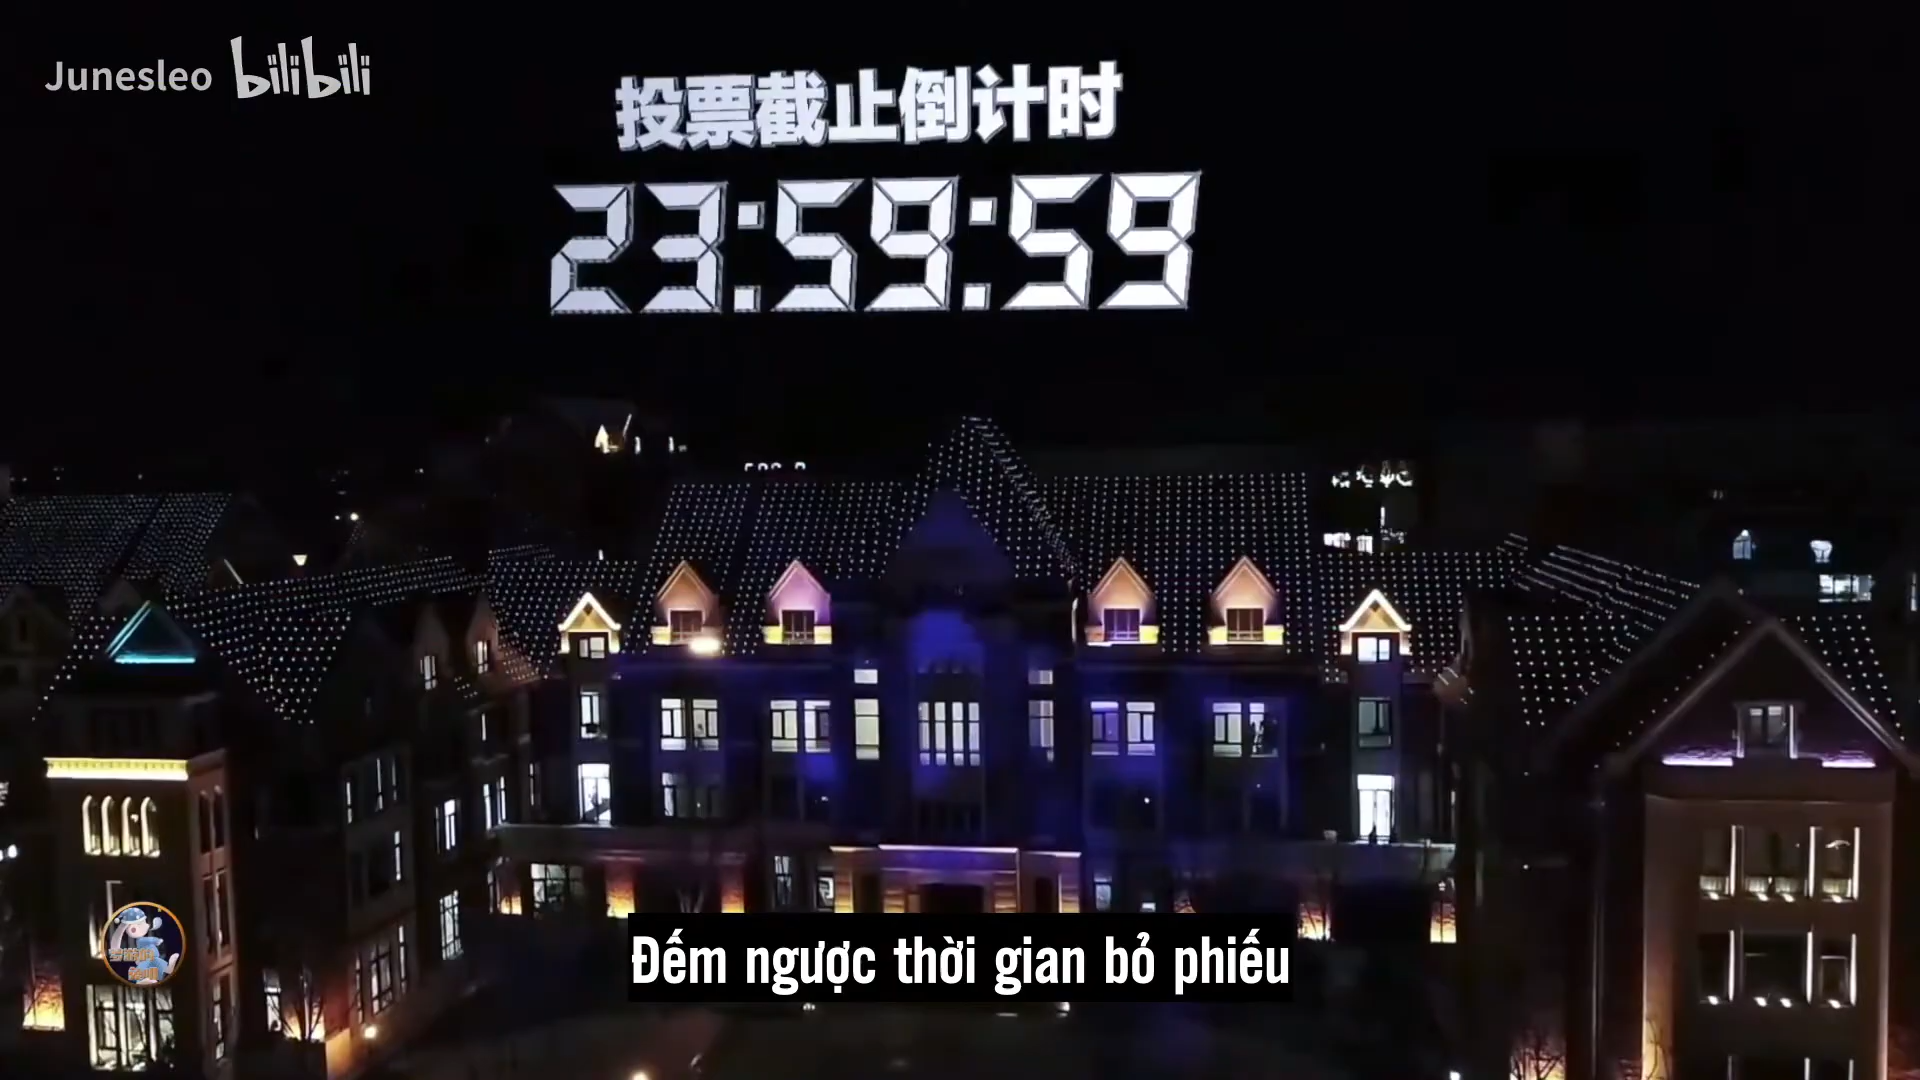 Junesleo bilibili
投票截止倒计时
23:59:59
Đếm ngược thời gian bỏ phiếu